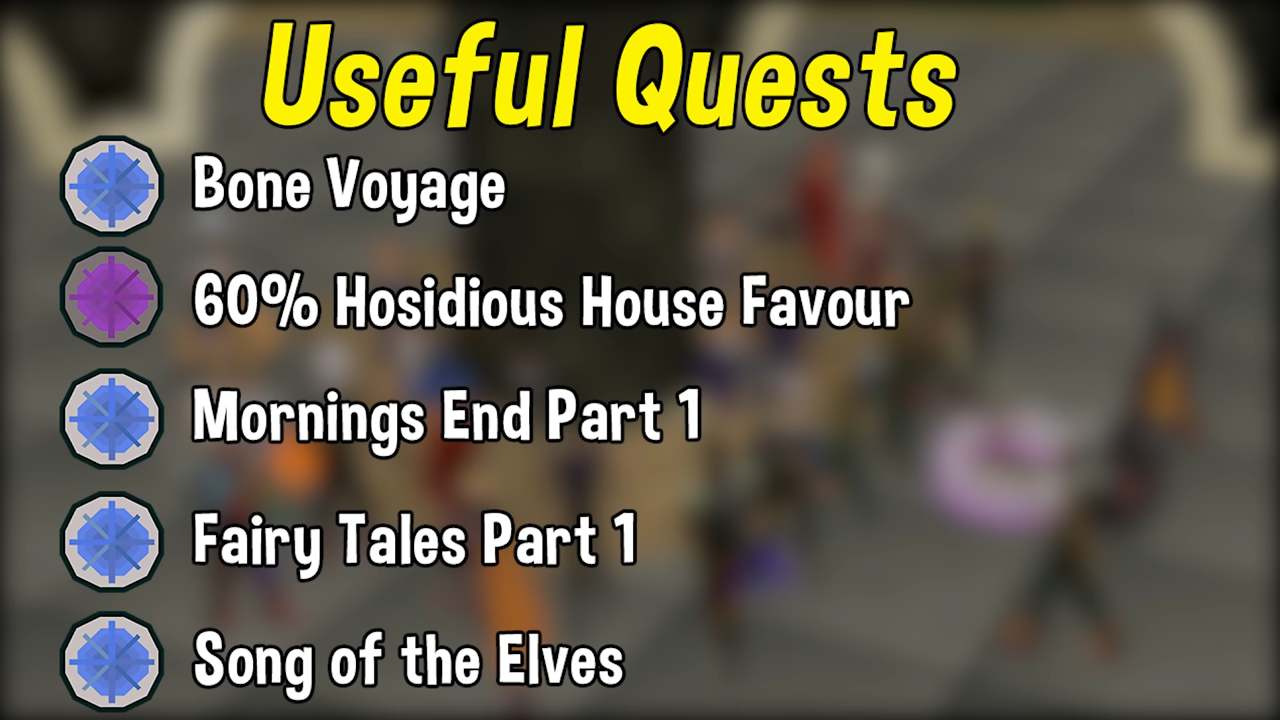 Useful Quests
Bone Voyage
60% Hosidious House Favour
Mornings End Part 1
Fairy Tales Part 1
Song of the Elves